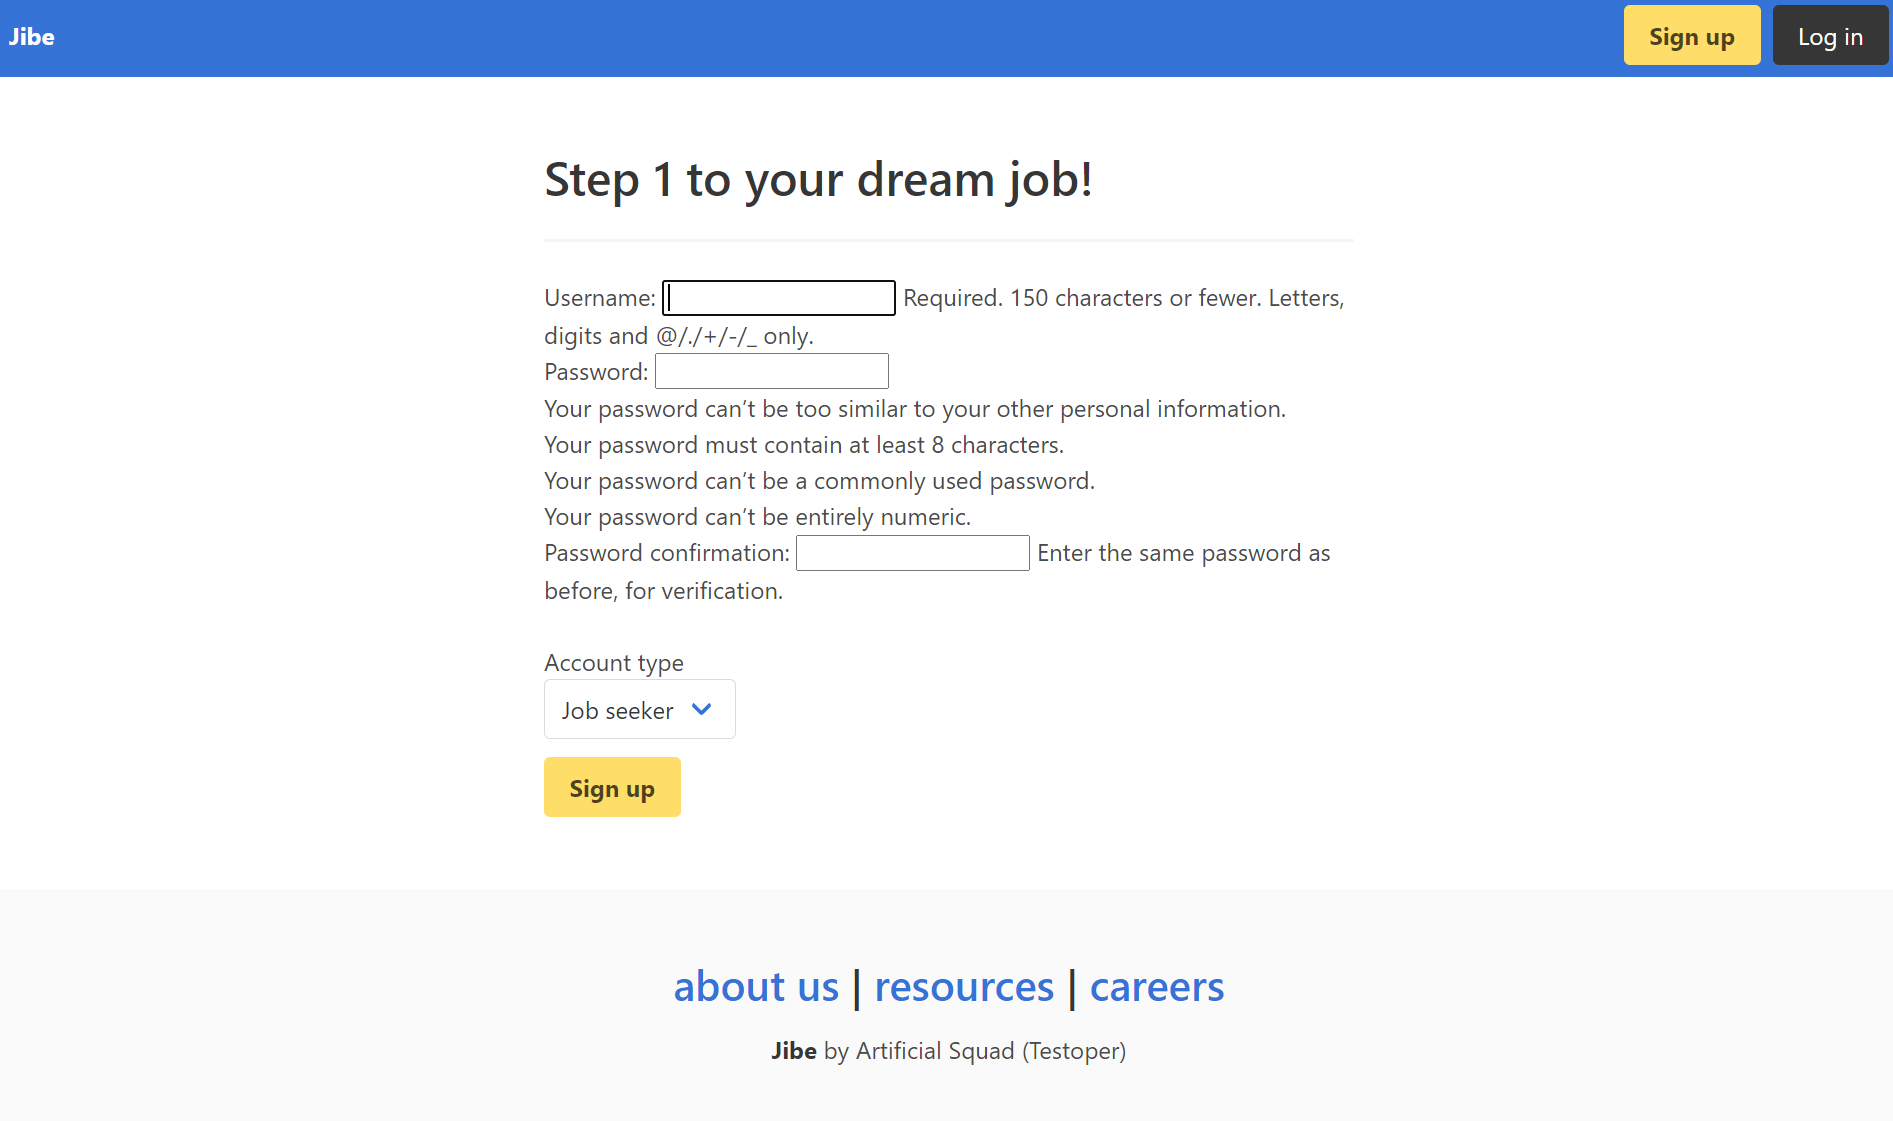 Jibe
Sign up
Log in
Step 1 to your dream job!
Username: Required. 150 characters or fewer. Letters,
digits and @/./+/-/_ only.
Password:
Your password can’t be too similar to your other personal information.
Your password must contain at least 8 characters.
Your password can’t be a commonly used password.
Your password can’t be entirely numeric.
Password confirmation: Enter the same password as
before, for verification.
Account type
Job seeker
Sign up
about us | resources | careers
Jibe by Artificial Squad (Testoper)